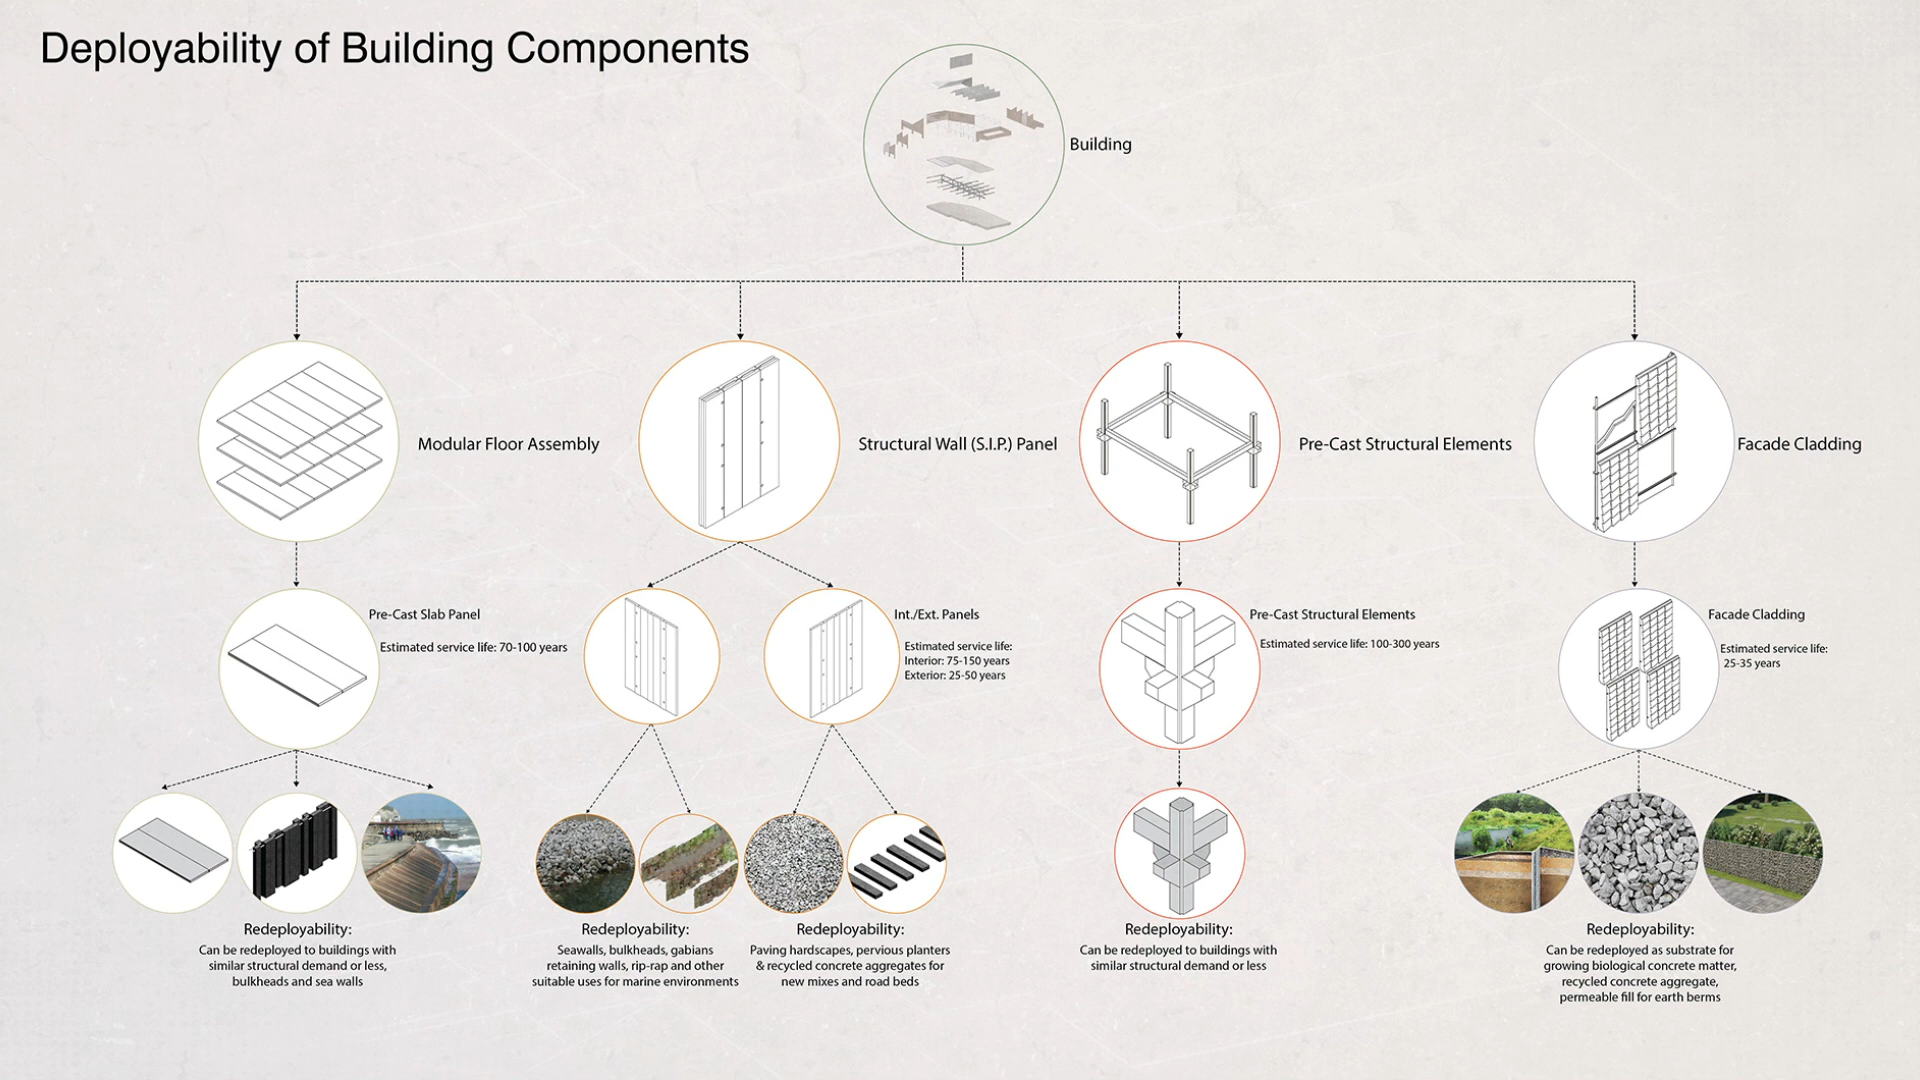 Deployability of Building Components
Building
Modular Floor Assembly
Structural Wall (S.I.P.) Panel
Pre-Cast Structural Elements
Facade Cladding
Pre-Cast Slab Panel
Estimated service life: 70-100 years
Int./Ext. Panels
Estimated service life:
Interior: 75-150 years
Exterior: 25-50 years
Pre-Cast Structural Elements
Estimated service life: 100-300 years
Facade Cladding
Estimated service life:
25-35 years
Redeployability:
Can be redeployed to buildings with
similar structural demand or less,
bulkheads and sea walls
Redeployability:
Seawalls, bulkheads, gabians
retaining walls, rip-rap and other
suitable uses for marine environments
Redeployability:
Paving hardscapes, pervious planters
& recycled concrete aggregates for
new mixes and road beds
Redeployability:
Can be redeployed to buildings with
similar structural demand or less
Redeployability:
Can be redeployed as substrate for
growing biological concrete matter,
recycled concrete aggregate,
permeable fill for earth berms